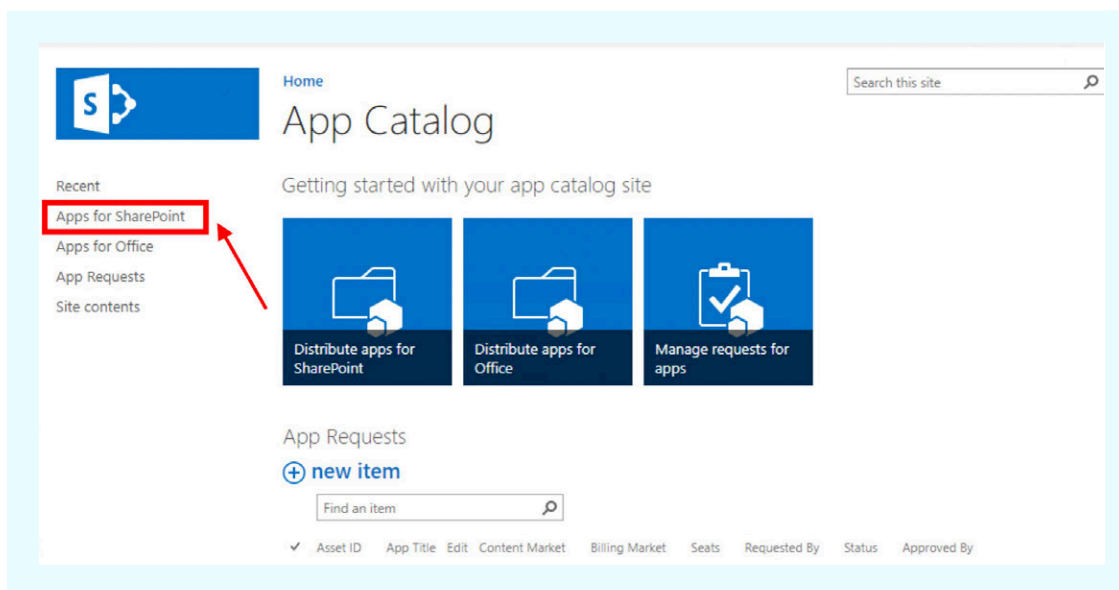 S
Home
Search this site
App Catalog
Recent
Apps for SharePoint
Apps for Office
App Requests
Site contents
Getting started with your app catalog site
Distribute apps for
SharePoint
Distribute apps for
Office
Manage requests for
apps
App Requests
new item
Find an item
Asset ID App Title Edit Content Market Billing Market Seats Requested By Status Approved By